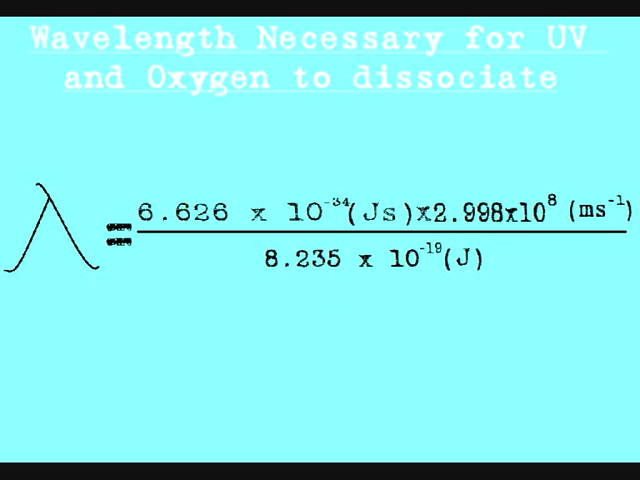 Wavelength Necessary for UV
and Oxygen to dissociate
λ = 6.626 x 10⁻³⁴(Js)x2.998x10⁸ (ms⁻¹)
8.235 x 10⁻¹⁹(J)